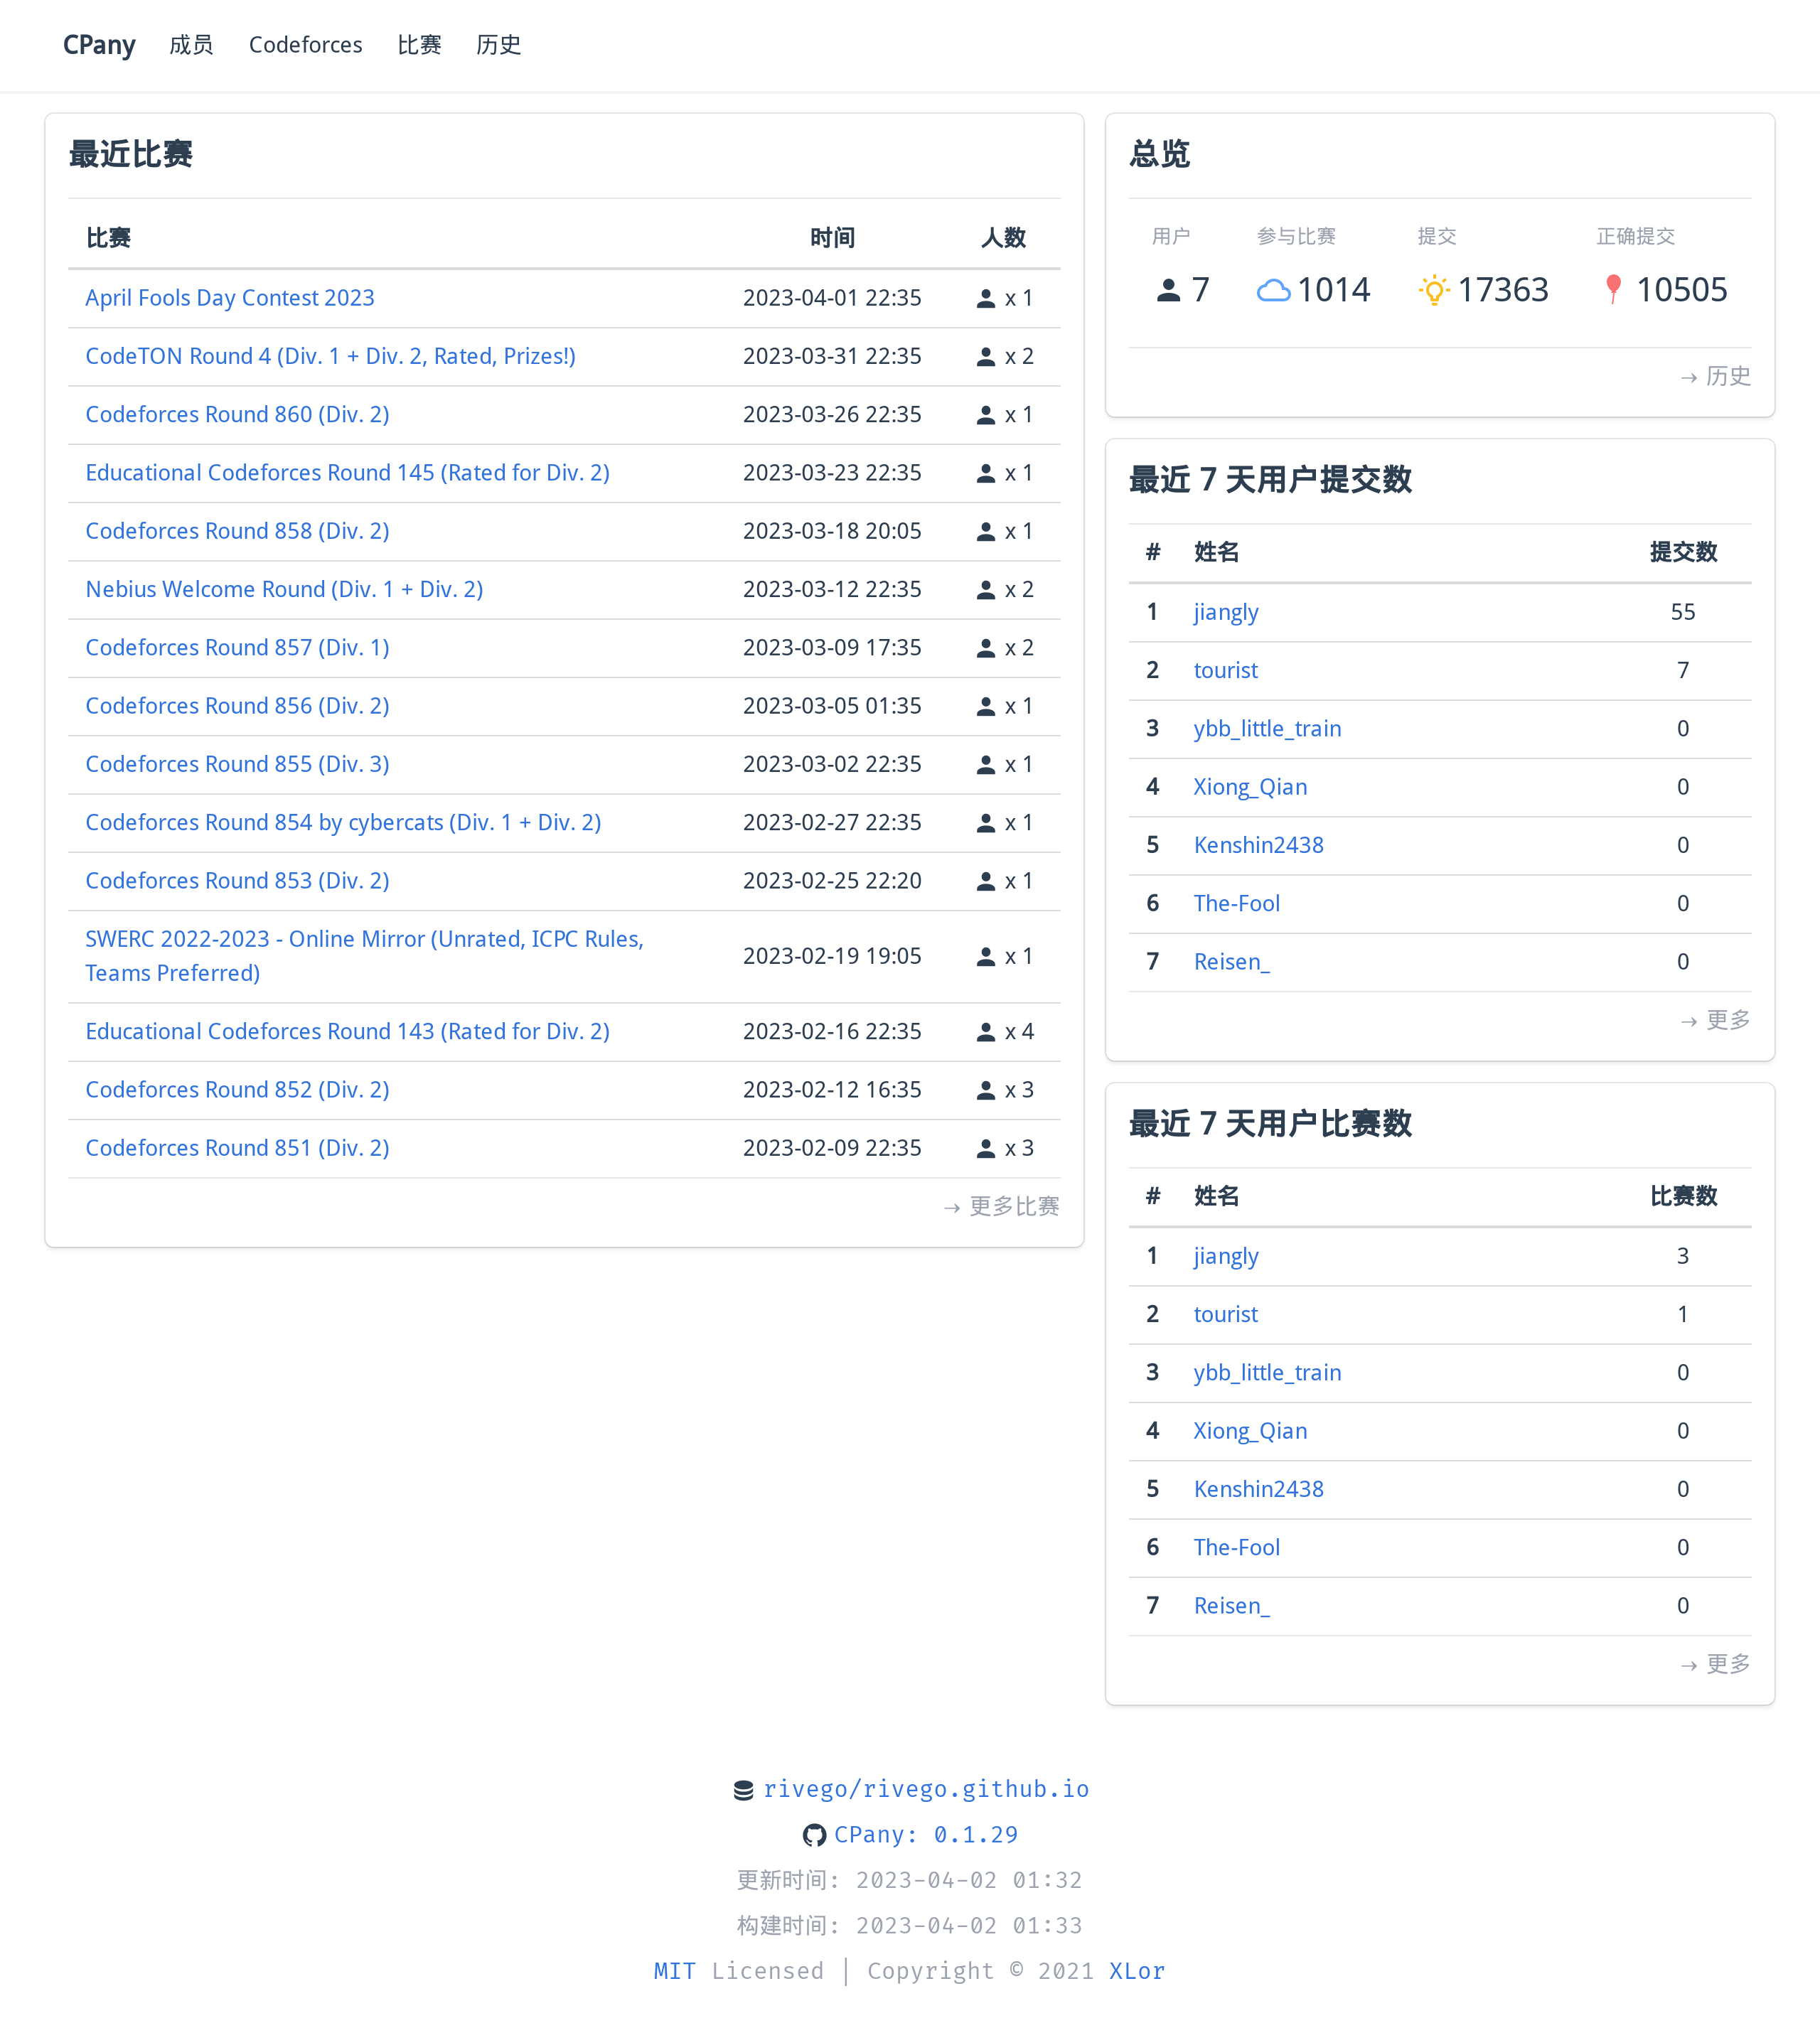 CPany 成员 Codeforces 比赛 历史
最近比赛
比赛 时间 人数
April Fools Day Contest 2023 2023-04-01 22:35 x 1
CodeTON Round 4 (Div. 1 + Div. 2, Rated, Prizes!) 2023-03-31 22:35 x 2
Codeforces Round 860 (Div. 2) 2023-03-26 22:35 x 1
Educational Codeforces Round 145 (Rated for Div. 2) 2023-03-23 22:35 x 1
Codeforces Round 858 (Div. 2) 2023-03-18 20:05 x 1
Nebius Welcome Round (Div. 1 + Div. 2) 2023-03-12 22:35 x 2
Codeforces Round 857 (Div. 1) 2023-03-09 17:35 x 2
Codeforces Round 856 (Div. 2) 2023-03-05 01:35 x 1
Codeforces Round 855 (Div. 3) 2023-03-02 22:35 x 1
Codeforces Round 854 by cybercats (Div. 1 + Div. 2) 2023-02-27 22:35 x 1
Codeforces Round 853 (Div. 2) 2023-02-25 22:20 x 1
SWERC 2022-2023 - Online Mirror (Unrated, ICPC Rules,
Teams Preferred) 2023-02-19 19:05 x 1
Educational Codeforces Round 143 (Rated for Div. 2) 2023-02-16 22:35 x 4
Codeforces Round 852 (Div. 2) 2023-02-12 16:35 x 3
Codeforces Round 851 (Div. 2) 2023-02-09 22:35 x 3
→ 更多比赛
总览
用户 参与比赛 提交 正确提交
7 1014 17363 10505
→ 历史
最近 7 天用户提交数
# 姓名 提交数
1 jiangly 55
2 tourist 7
3 ybb_little_train 0
4 Xiong_Qian 0
5 Kenshin2438 0
6 The-Fool 0
7 Reisen_ 0
→ 更多
最近 7 天用户比赛数
# 姓名 比赛数
1 jiangly 3
2 tourist 1
3 ybb_little_train 0
4 Xiong_Qian 0
5 Kenshin2438 0
6 The-Fool 0
7 Reisen_ 0
→ 更多
rivego/rivego.github.io
CPany: 0.1.29
更新时间: 2023-04-02 01:32
构建时间: 2023-04-02 01:33
MIT Licensed | Copyright © 2021 XLor